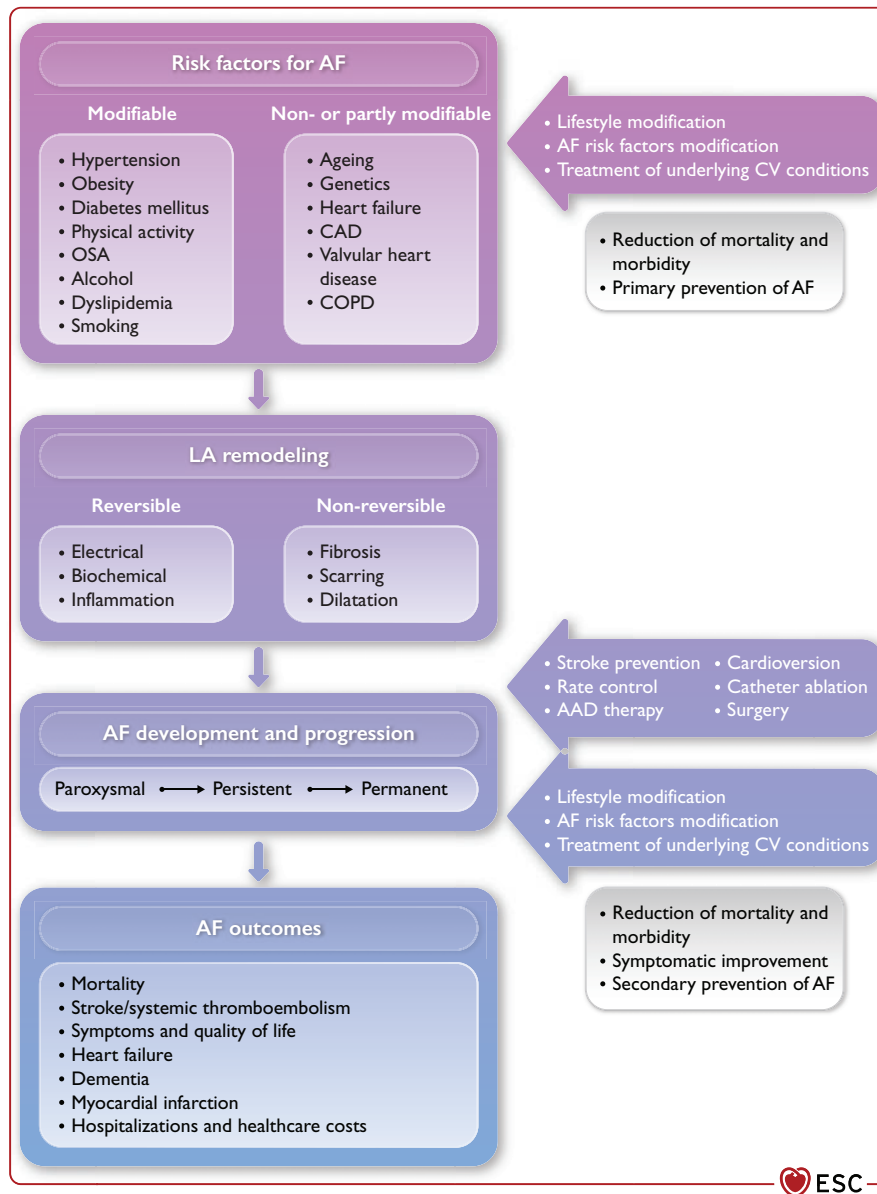 Risk factors for AF
Modifiable
• Hypertension
• Obesity
• Diabetes mellitus
• Physical activity
• OSA
• Alcohol
• Dyslipidemia
• Smoking
Non- or partly modifiable
• Ageing
• Genetics
• Heart failure
• CAD
• Valvular heart
disease
• COPD
• Lifestyle modification
• AF risk factors modification
• Treatment of underlying CV conditions
• Reduction of mortality and
morbidity
• Primary prevention of AF
LA remodeling
Reversible
• Electrical
• Biochemical
• Inflammation
Non-reversible
• Fibrosis
• Scarring
• Dilatation
• Stroke prevention
• Rate control
• AAD therapy
• Cardioversion
• Catheter ablation
• Surgery
AF development and progression
Paroxysmal Persistent Permanent
• Lifestyle modification
• AF risk factors modification
• Treatment of underlying CV conditions
• Reduction of mortality and
morbidity
• Symptomatic improvement
• Secondary prevention of AF
AF outcomes
• Mortality
• Stroke/systemic thromboembolism
• Symptoms and quality of life
• Heart failure
• Dementia
• Myocardial infarction
• Hospitalizations and healthcare costs
ESC